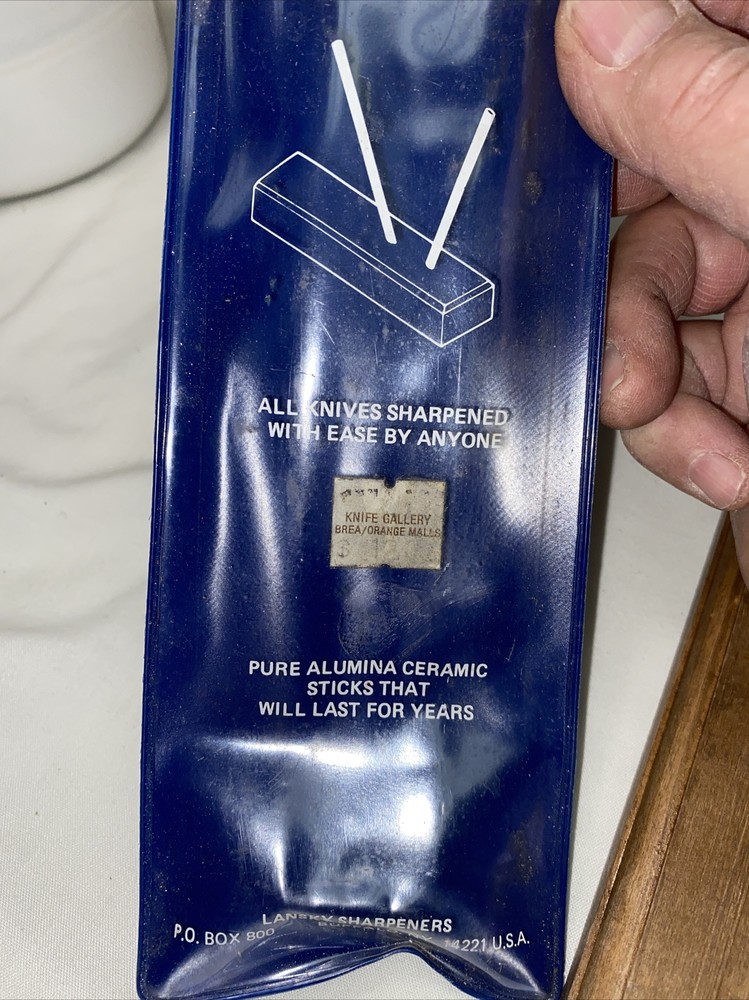 ALL KNIVES SHARPENED
WITH EASE BY ANYONE
KNIFE GALLERY
BREA/ORANGE MALLS
$
PURE ALUMINA CERAMIC
STICKS THAT
WILL LAST FOR YEARS
LANSKY SHARPENERS
P.O. BOX 800 14221 U.S.A.